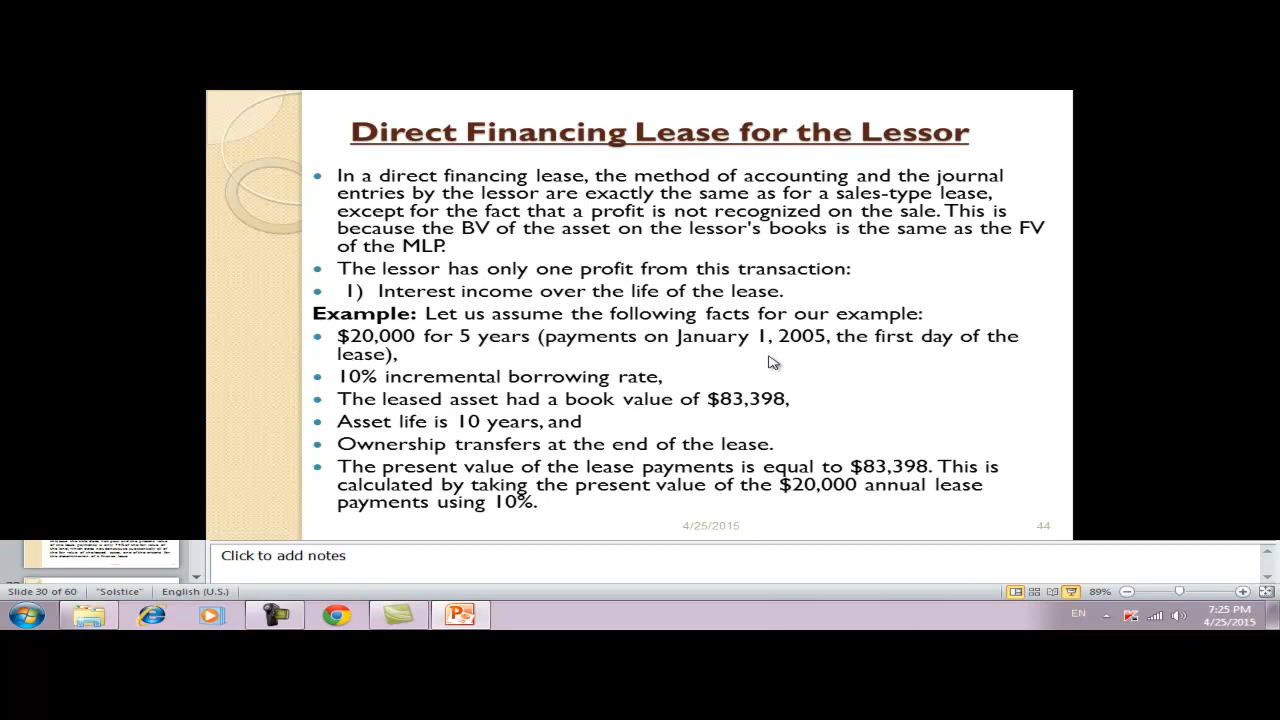 Direct Financing Lease for the Lessor
• In a direct financing lease, the method of accounting and the journal
entries by the lessor are exactly the same as for a sales-type lease,
except for the fact that a profit is not recognized on the sale. This is
because the BV of the asset on the lessor's books is the same as the FV
of the MLP.
• The lessor has only one profit from this transaction:
• 1) Interest income over the life of the lease.
Example: Let us assume the following facts for our example:
• $20,000 for 5 years (payments on January 1, 2005, the first day of the
lease),
• 10% incremental borrowing rate,
• The leased asset had a book value of $83,398,
• Asset life is 10 years, and
• Ownership transfers at the end of the lease.
• The present value of the lease payments is equal to $83,398. This is
calculated by taking the present value of the $20,000 annual lease
payments using 10%.
4/25/2015 44
Click to add notes
Slide 30 of 60 "Solstice" English (U.S.) 89%
EN 7:25 PM
4/25/2015